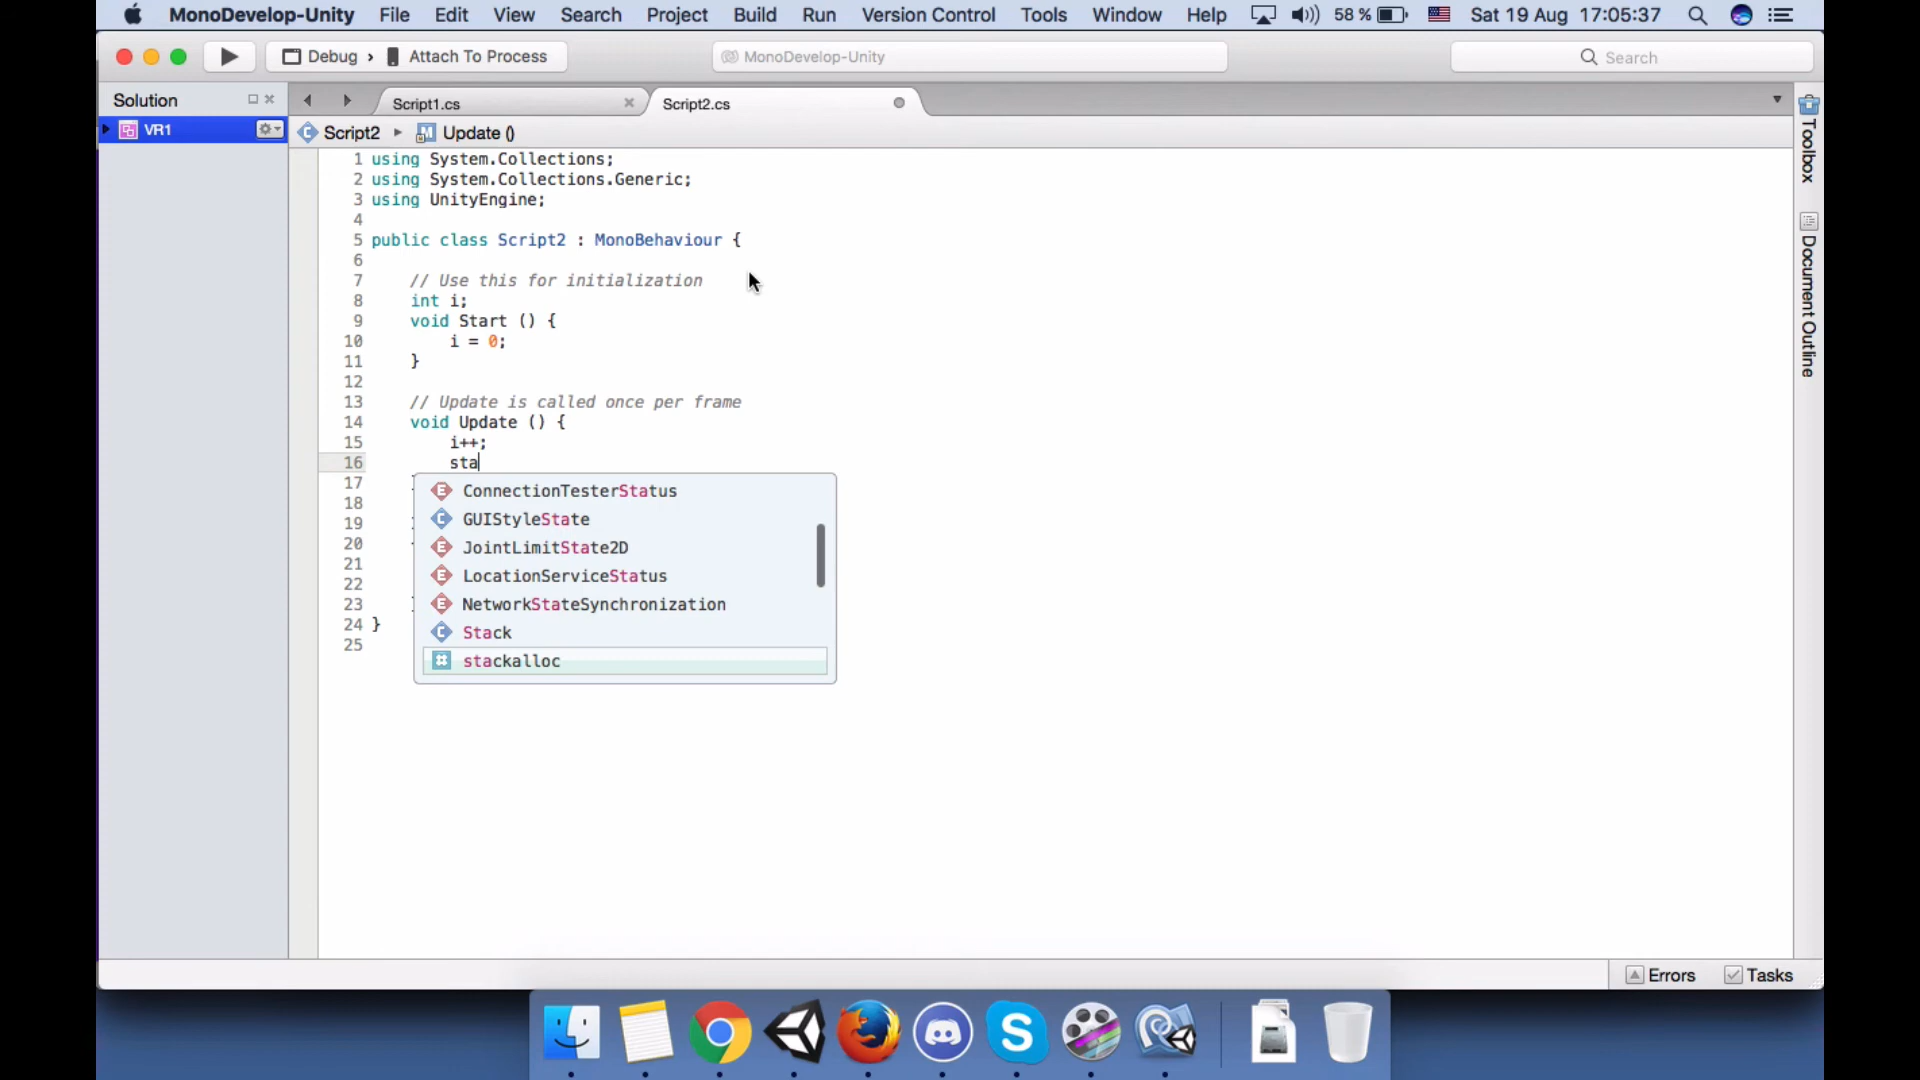 MonoDevelop-Unity File Edit View Search Project Build Run Version Control Tools Window Help 58 % Sat 19 Aug 17:05:37
Debug › Attach To Process MonoDevelop-Unity Search
Solution Script1.cs Script2.cs
VR1 Script2 Update ()
1 using System.Collections;
2 using System.Collections.Generic;
3 using UnityEngine;
4
5 public class Script2 : MonoBehaviour {
6
7 // Use this for initialization
8 int i;
9 void Start () {
10 i = 0;
11 }
12
13 // Update is called once per frame
14 void Update () {
15 i++;
16 sta
17
18
19
20
21
22
23
24 }
25
ConnectionTesterStatus
GUIStyleState
JointLimitState2D
LocationServiceStatus
NetworkStateSynchronization
Stack
stackalloc
Toolbox
Document Outline
Errors Tasks